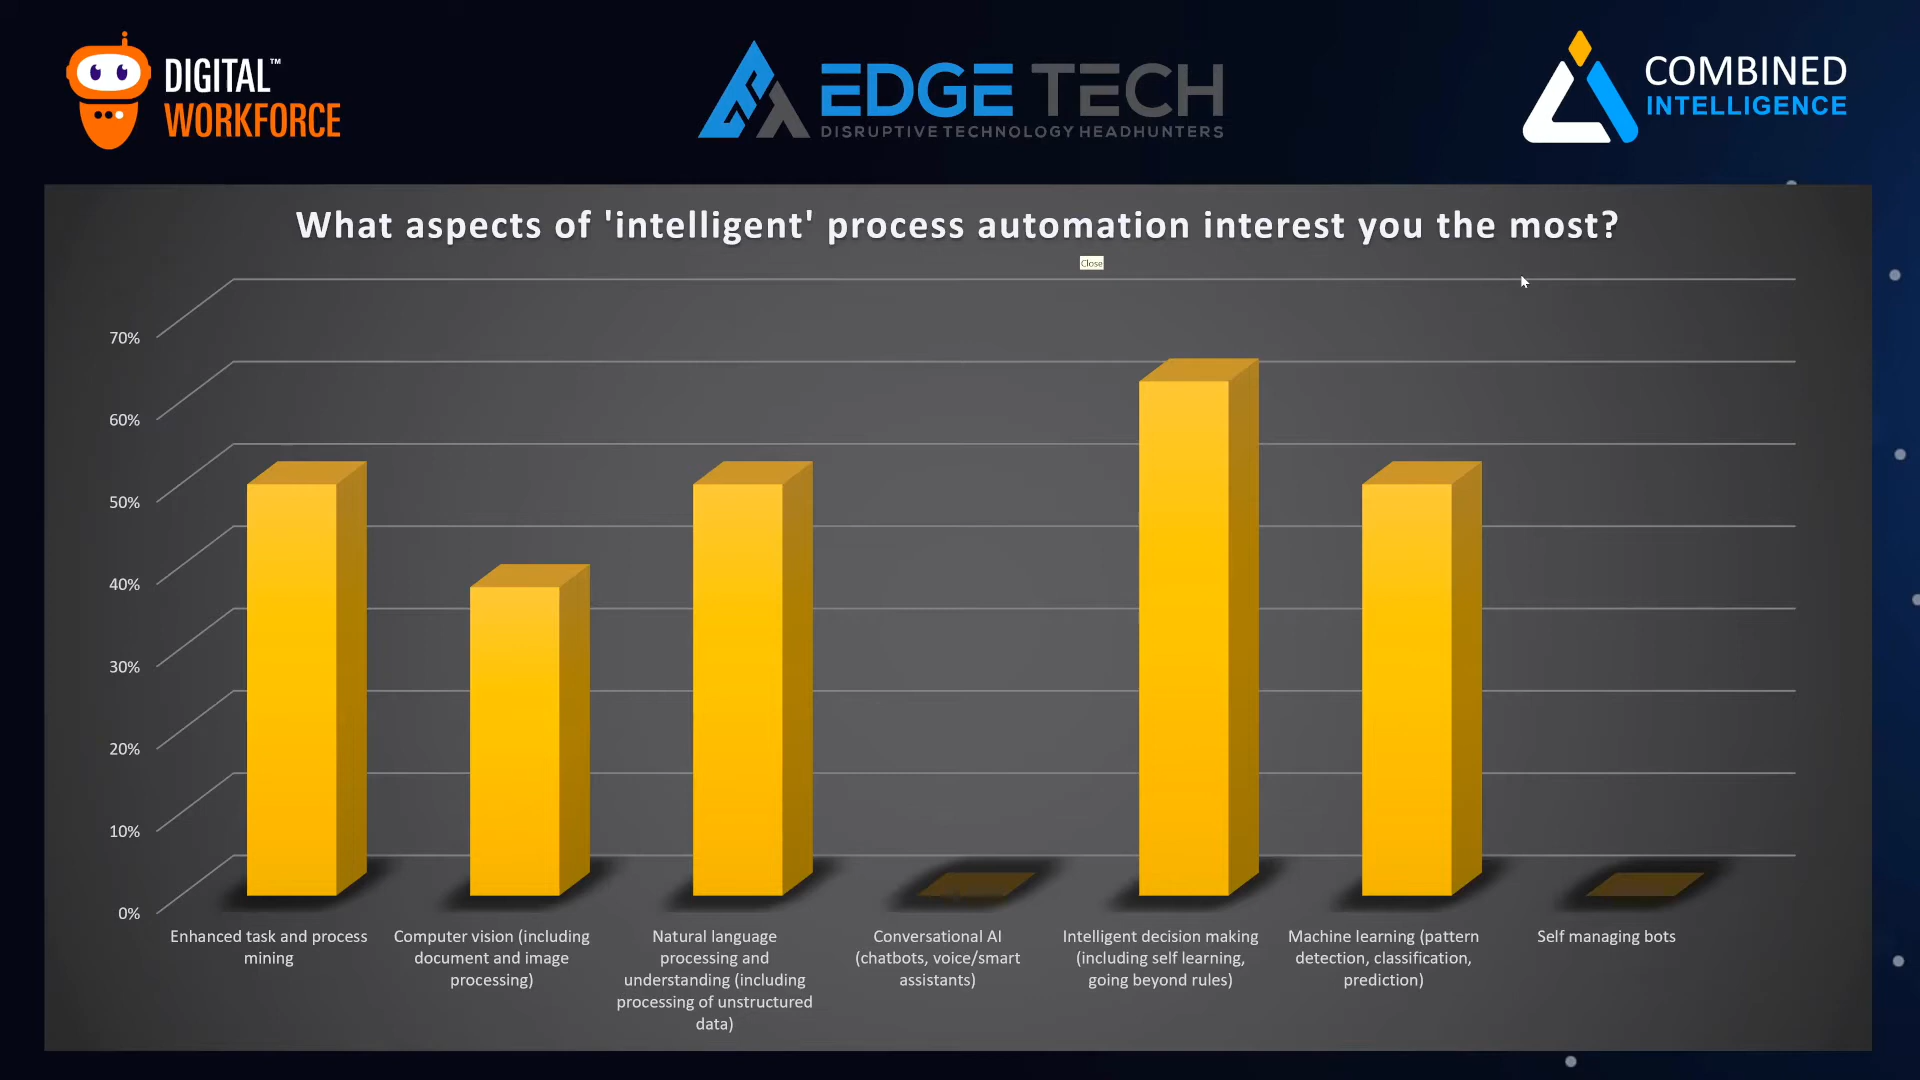 DIGITAL™
WORKFORCE
EDGE TECH
DISRUPTIVE TECHNOLOGY HEADHUNTERS
COMBINED
INTELLIGENCE
What aspects of 'intelligent' process automation interest you the most?
Close
70%
60%
50%
40%
30%
20%
10%
0%
Enhanced task and process
mining
Computer vision (including
document and image
processing)
Natural language
processing and
understanding (including
processing of unstructured
data)
Conversational AI
(chatbots, voice/smart
assistants)
Intelligent decision making
(including self learning,
going beyond rules)
Machine learning (pattern
detection, classification,
prediction)
Self managing bots